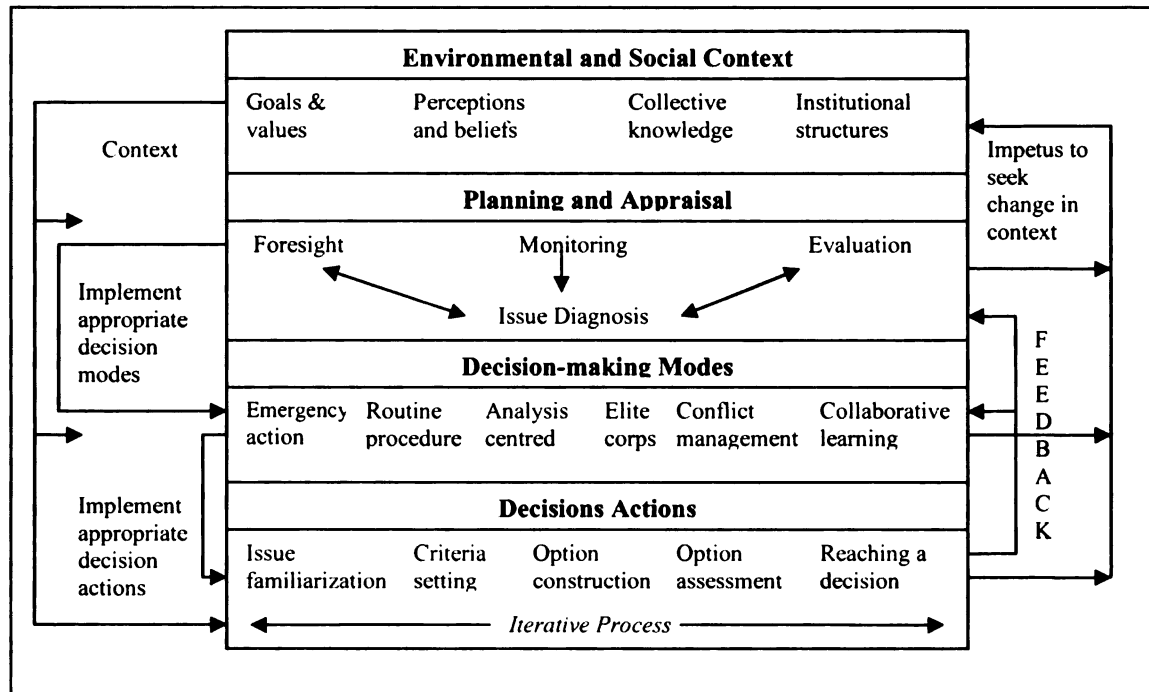 Environmental and Social Context
Goals & values
Perceptions and beliefs
Collective knowledge
Institutional structures
Context
Impetus to seek change in context
Planning and Appraisal
Foresight
Monitoring
Evaluation
Issue Diagnosis
Implement appropriate decision modes
FEEDBACK
Decision-making Modes
Emergency action
Routine procedure
Analysis centred
Elite corps
Conflict management
Collaborative learning
Implement appropriate decision actions
Decisions Actions
Issue familiarization
Criteria setting
Option construction
Option assessment
Reaching a decision
Iterative Process